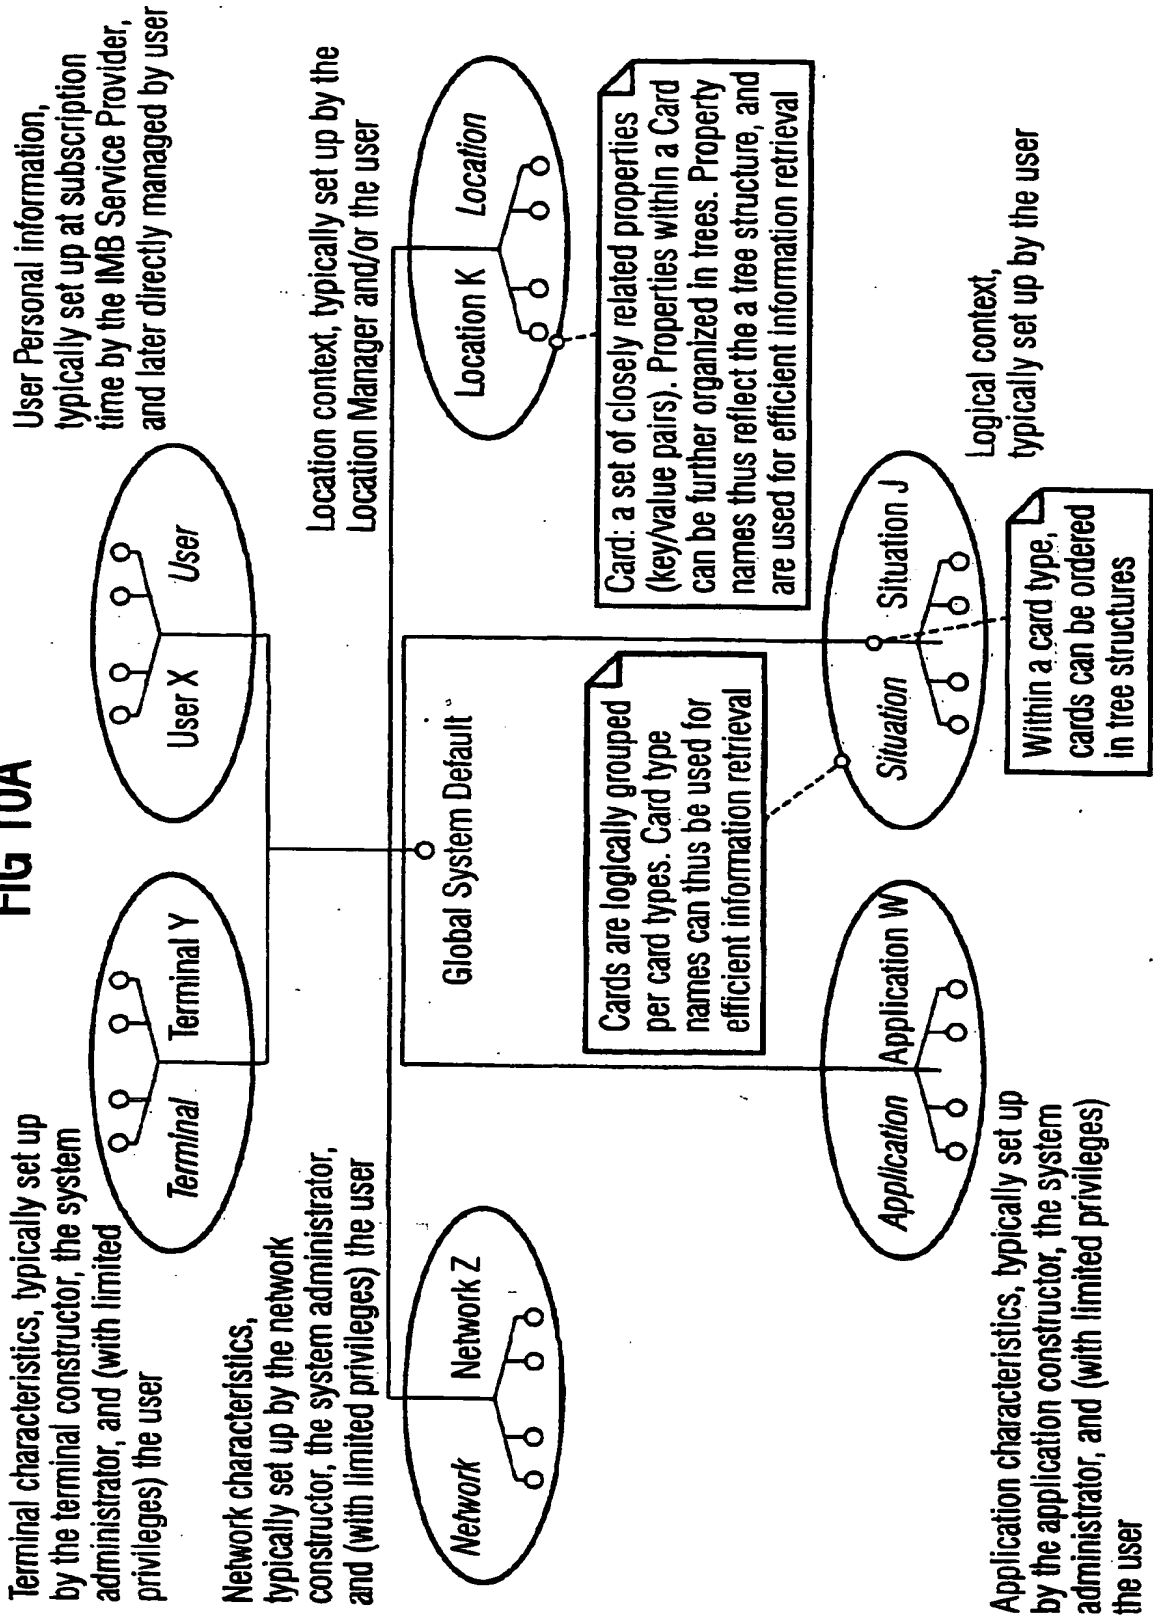 FIG 10A
Terminal characteristics, typically set up
by the terminal constructor, the system
administrator, and (with limited
privileges) the user
User Personal information,
typically set up at subscription
time by the IMB Service Provider,
and later directly managed by user
Terminal
Terminal Y
User X
User
Network characteristics,
typically set up by the network
constructor, the system administrator,
and (with limited privileges) the user
Location context, typically set up by the
Location Manager and/or the user
Network
Network Z
Global System Default
Location K
Location
Cards are logically grouped
per card types. Card type
names can thus be used for
efficient information retrieval
Card: a set of closely related properties
(key/value pairs). Properties within a Card
can be further organized in trees. Property
names thus reflect the a tree structure, and
are used for efficient information retrieval
Application
Application W
Situation
Situation J
Application characteristics, typically set up
by the application constructor, the system
administrator, and (with limited privileges)
the user
Logical context,
typically set up by the user
Within a card type,
cards can be ordered
in tree structures